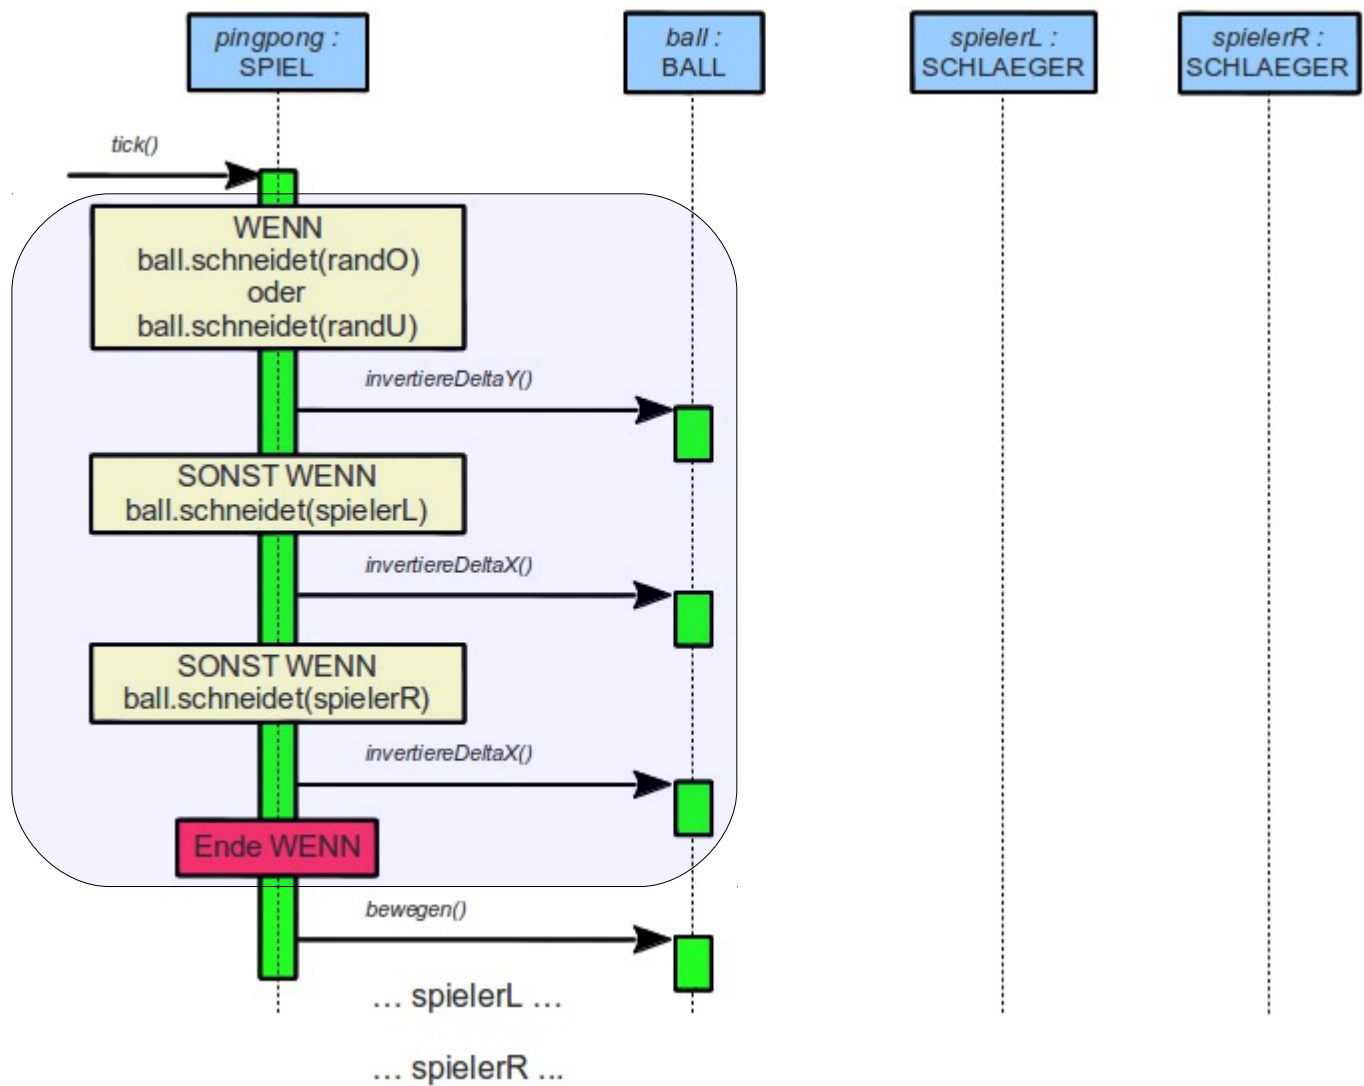 pingpong :
SPIEL
ball :
BALL
spielerL :
SCHLAEGER
spielerR :
SCHLAEGER
tick()
WENN
ball.schneidet(randO)
oder
ball.schneidet(randU)
invertiereDeltaY()
SONST WENN
ball.schneidet(spielerL)
invertiereDeltaX()
SONST WENN
ball.schneidet(spielerR)
invertiereDeltaX()
Ende WENN
bewegen()
... spielerL ...
... spielerR ...